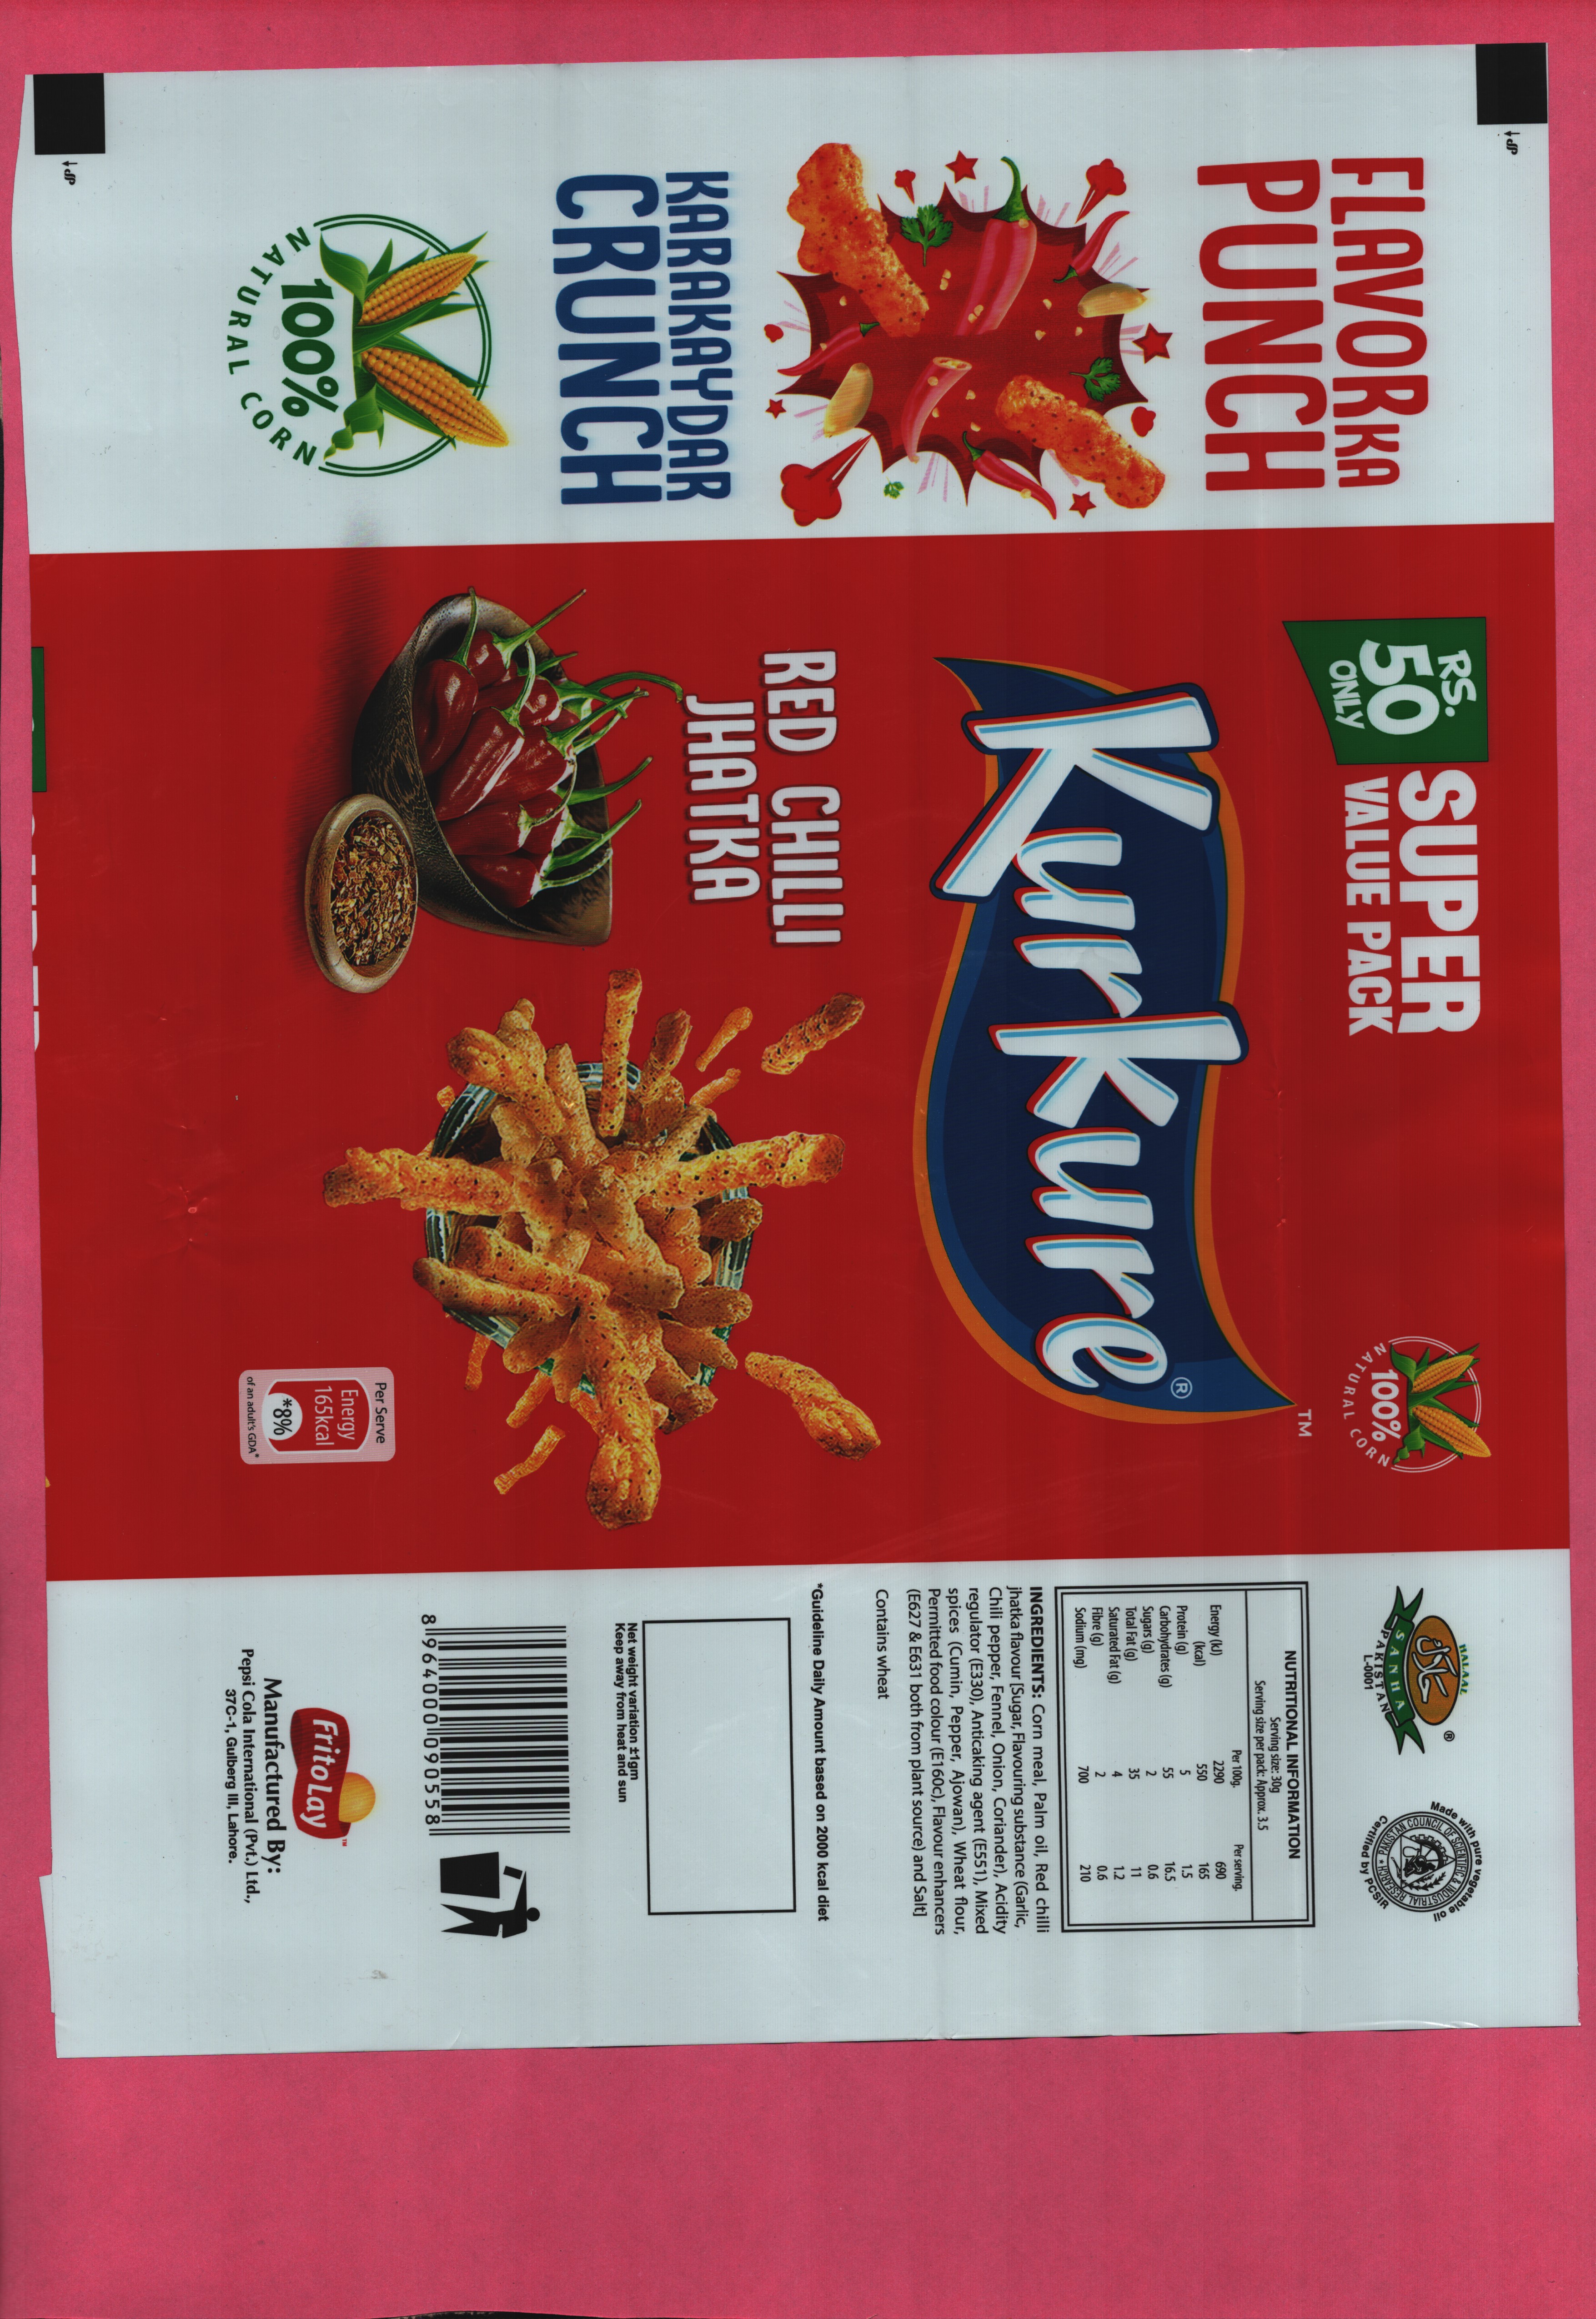 FLAVOR KA
PUNCH
KARAKAYDAR
CRUNCH
100%
NATURAL CORN
RS.
50
ONLY
SUPER
VALUE PACK
100%
NATURAL CORN
TM
Kurkure®
RED CHILLI
JHATKA
Per Serve
Energy
165kcal
*8%
of an adult's GDA*
HALAAL
حلال
®
SANHA
PAKISTAN
L-0001
Made with pure vegetable oil
PAKISTAN COUNCIL OF SCIENTIFIC & INDUSTRIAL RESEARCH
Certified by PCSIR
NUTRITIONAL INFORMATION
Serving size: 30g
Serving size per pack: Approx. 3.5
Per 100g. Per serving.
Energy (kJ) 2290 690
(kcal) 550 165
Protein (g) 5 1.5
Carbohydrates (g) 55 16.5
Sugars (g) 2 0.6
Total Fat (g) 35 11
Saturated Fat (g) 4 1.2
Fibre (g) 2 0.6
Sodium (mg) 700 210
INGREDIENTS: Corn meal, Palm oil, Red chilli
jhatka flavour [Sugar, Flavouring substance (Garlic,
Chili pepper, Fennel, Onion, Coriander), Acidity
regulator (E330), Anticaking agent (E551), Mixed
spices (Cumin, Pepper, Ajowan), Wheat flour,
Permitted food colour (E160c), Flavour enhancers
(E627 & E631 both from plant source) and Salt]
Contains wheat
*Guideline Daily Amount based on 2000 kcal diet
Net weight variation ±1gm
Keep away from heat and sun
8 964000 090558
FritoLay™
Manufactured By:
Pepsi Cola International (Pvt.) Ltd.,
37C-1, Gulberg III, Lahore.